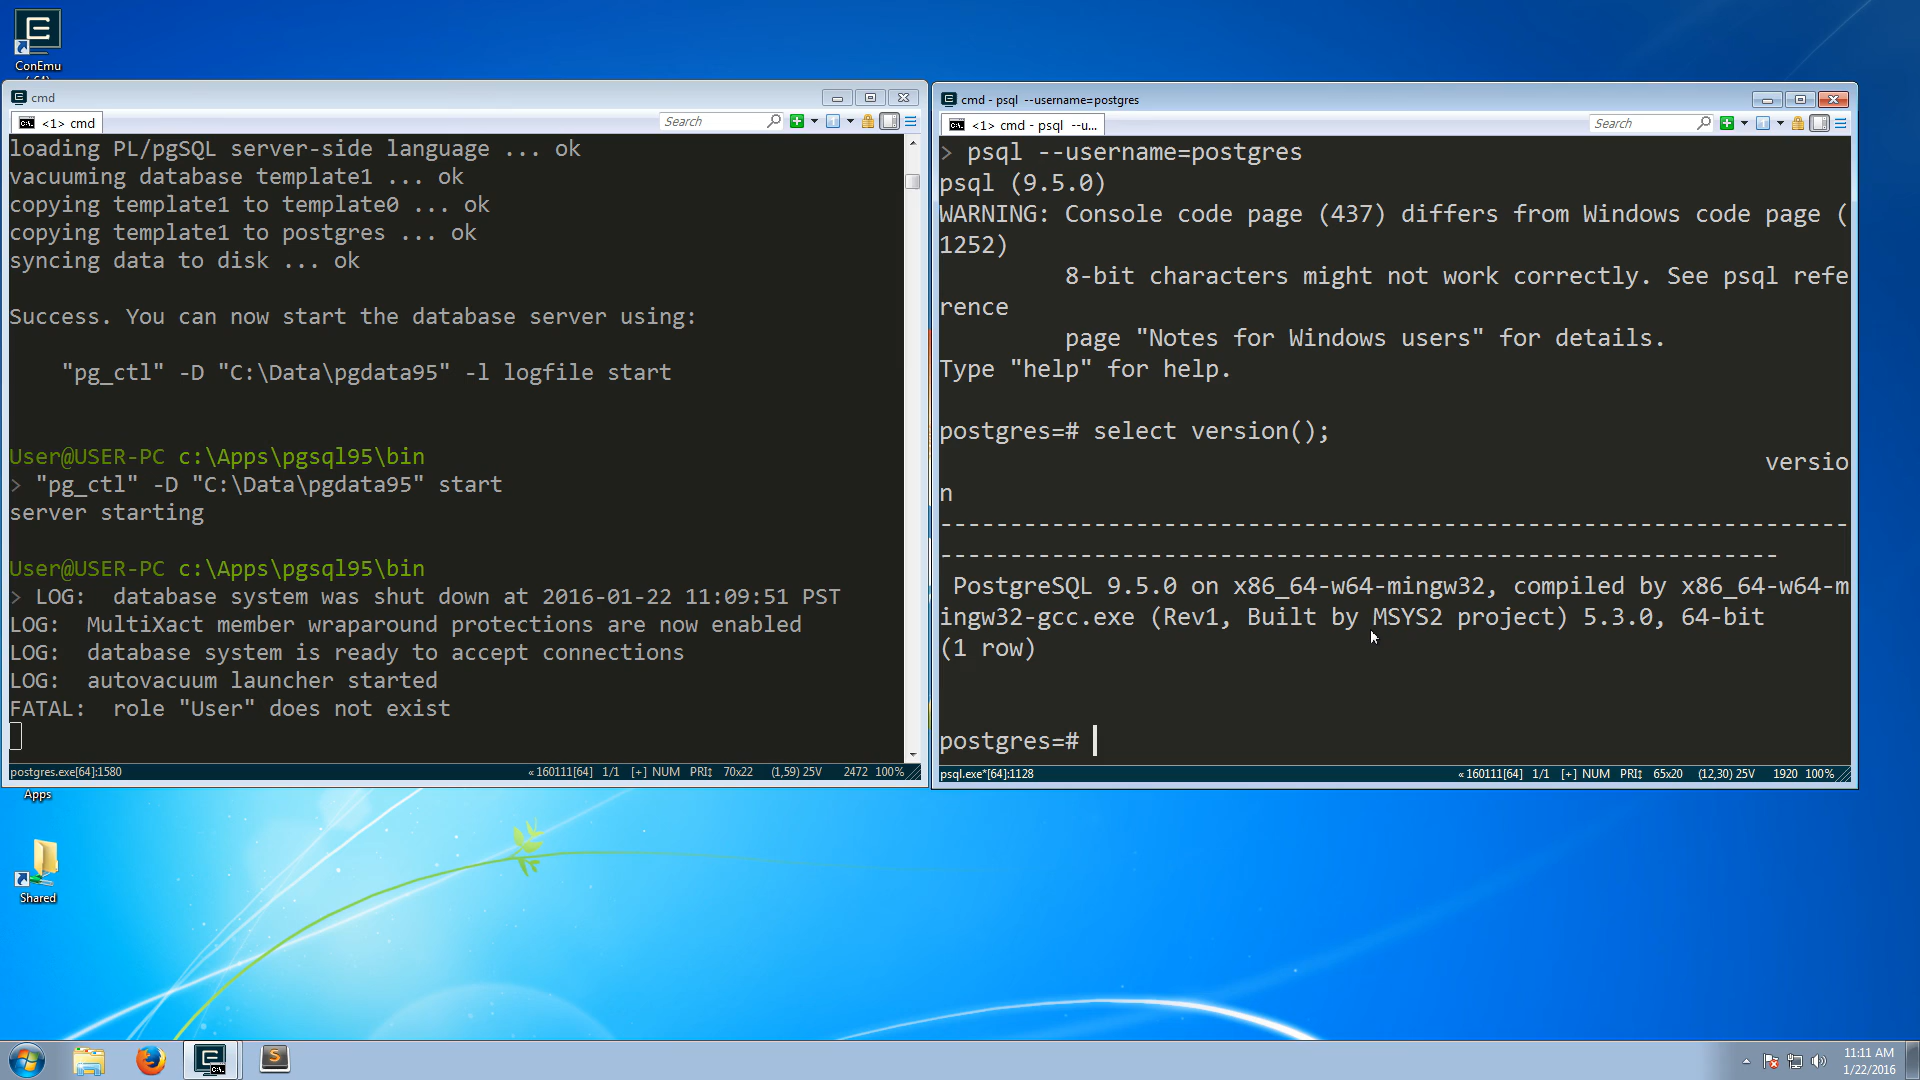 ConEmu
cmd
<1> cmd
Search
loading PL/pgSQL server-side language ... ok
vacuuming database template1 ... ok
copying template1 to template0 ... ok
copying template1 to postgres ... ok
syncing data to disk ... ok
Success. You can now start the database server using:
"pg_ctl" -D "C:\Data\pgdata95" -l logfile start
User@USER-PC c:\Apps\pgsql95\bin
> "pg_ctl" -D "C:\Data\pgdata95" start
server starting
User@USER-PC c:\Apps\pgsql95\bin
> LOG:  database system was shut down at 2016-01-22 11:09:51 PST
LOG:  MultiXact member wraparound protections are now enabled
LOG:  database system is ready to accept connections
LOG:  autovacuum launcher started
FATAL:  role "User" does not exist
postgres.exe[64]:1580
«160111[64] 1/1 [+] NUM PRI↕ 70x22 (1,59) 25V 2472 100%
cmd - psql --username=postgres
<1> cmd - psql --u...
Search
> psql --username=postgres
psql (9.5.0)
WARNING: Console code page (437) differs from Windows code page (
1252)
8-bit characters might not work correctly. See psql refe
rence
page "Notes for Windows users" for details.
Type "help" for help.
postgres=# select version();
versio
n
-----------------------------------------------------------------
------------------------------------------------------------
PostgreSQL 9.5.0 on x86_64-w64-mingw32, compiled by x86_64-w64-m
ingw32-gcc.exe (Rev1, Built by MSYS2 project) 5.3.0, 64-bit
(1 row)
postgres=#
psql.exe*[64]:1128
«160111[64] 1/1 [+] NUM PRI↕ 65x20 (12,30) 25V 1920 100%
Apps
Shared
11:11 AM
1/22/2016